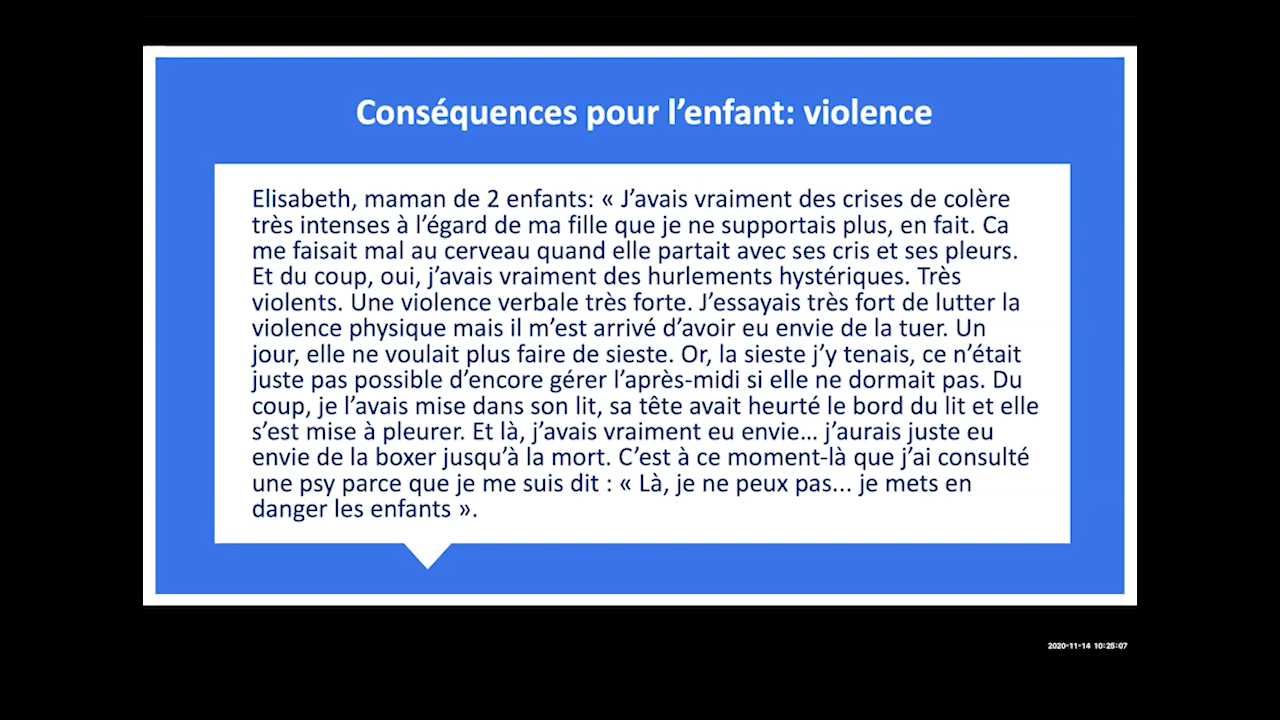 Conséquences pour l’enfant: violence
Elisabeth, maman de 2 enfants: « J’avais vraiment des crises de colère
très intenses à l’égard de ma fille que je ne supportais plus, en fait. Ca
me faisait mal au cerveau quand elle partait avec ses cris et ses pleurs.
Et du coup, oui, j’avais vraiment des hurlements hystériques. Très
violents. Une violence verbale très forte. J’essayais très fort de lutter la
violence physique mais il m’est arrivé d’avoir eu envie de la tuer. Un
jour, elle ne voulait plus faire de sieste. Or, la sieste j’y tenais, ce n’était
juste pas possible d’encore gérer l’après-midi si elle ne dormait pas. Du
coup, je l’avais mise dans son lit, sa tête avait heurté le bord du lit et elle
s’est mise à pleurer. Et là, j’avais vraiment eu envie… j’aurais juste eu
envie de la boxer jusqu’à la mort. C’est à ce moment-là que j’ai consulté
une psy parce que je me suis dit : « Là, je ne peux pas... je mets en
danger les enfants ».
2020-11-14 10:25:07